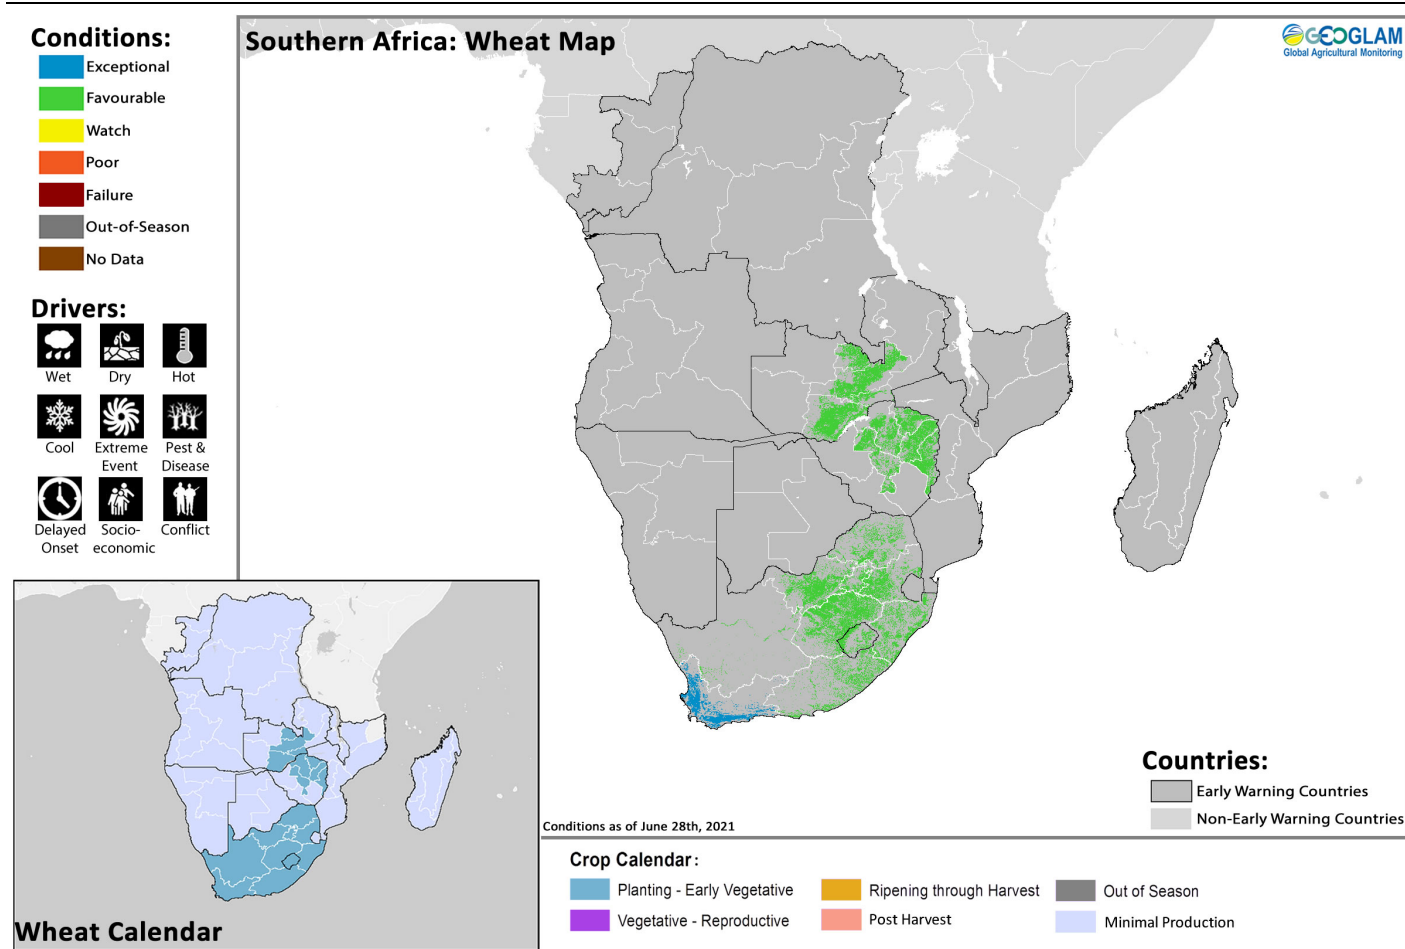 Conditions:
Exceptional
Favourable
Watch
Poor
Failure
Out-of-Season
No Data
Drivers:
Wet
Dry
Hot
Cool
Extreme
Event
Pest &
Disease
Delayed
Onset
Socio-
economic
Conflict
Southern Africa: Wheat Map
GEOGLAM
Global Agricultural Monitoring
Countries:
Early Warning Countries
Non-Early Warning Countries
Conditions as of June 28th, 2021
Wheat Calendar
Crop Calendar:
Planting - Early Vegetative
Vegetative - Reproductive
Ripening through Harvest
Post Harvest
Out of Season
Minimal Production